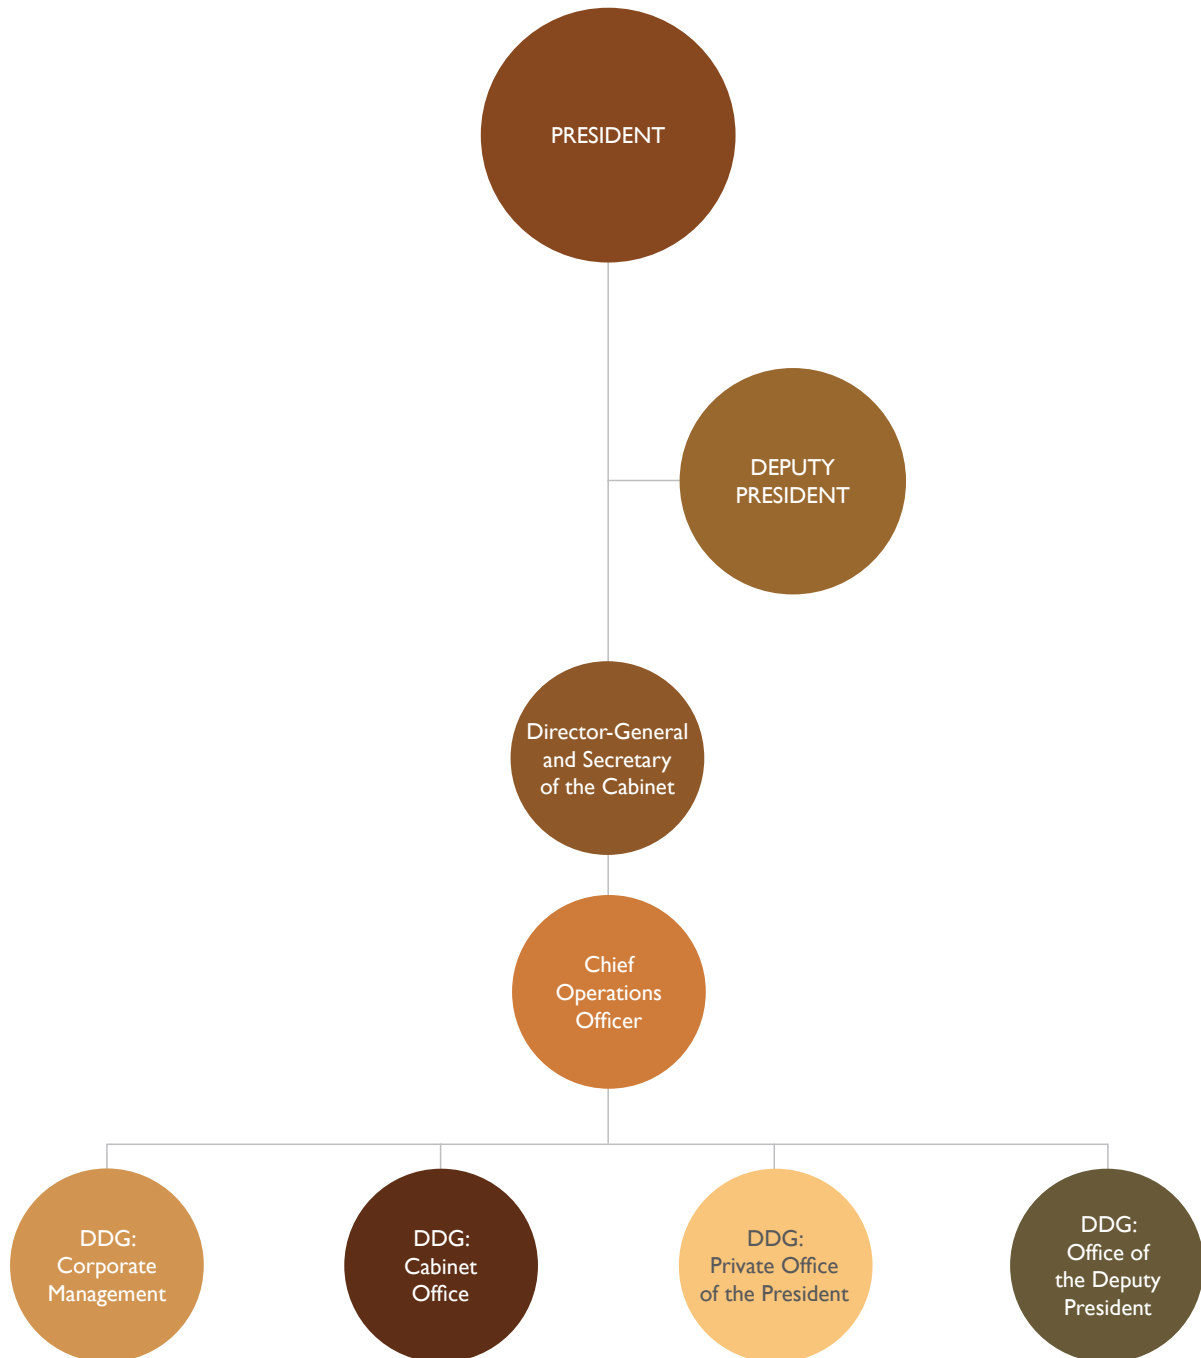 PRESIDENT
DEPUTY
PRESIDENT
Director-General
and Secretary
of the Cabinet
Chief
Operations
Officer
DDG:
Corporate
Management
DDG:
Cabinet
Office
DDG:
Private Office
of the President
DDG:
Office of
the Deputy
President